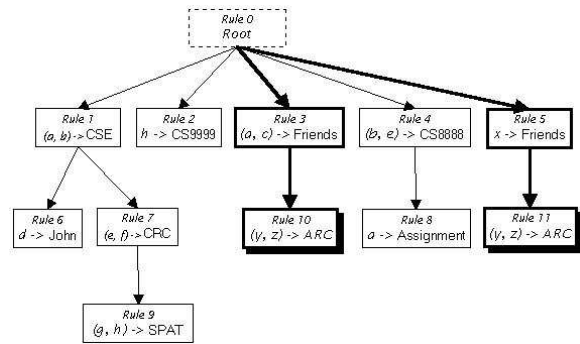 Rule 0
Root
Rule 1
(a, b) -> CSE
Rule 2
h -> CS9999
Rule 3
(a, c) -> Friends
Rule 4
(b, e) -> CS8888
Rule 5
x -> Friends
Rule 6
d -> John
Rule 7
(e, f) -> CRC
Rule 10
(y, z) -> ARC
Rule 8
a -> Assignment
Rule 11
(y, z) -> ARC
Rule 9
(g, h) -> SPAT